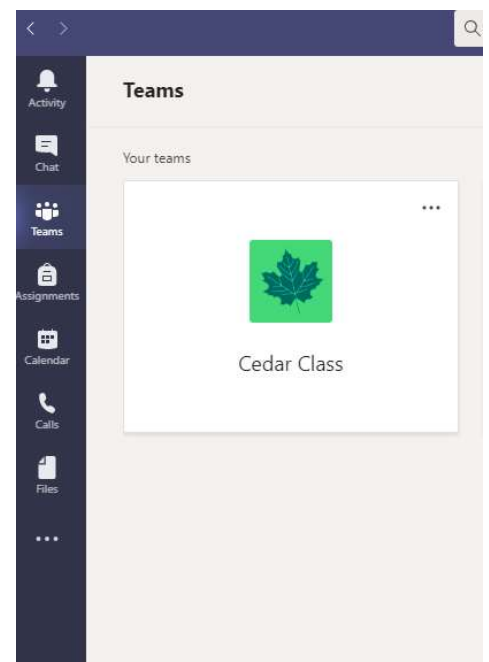 Activity
Teams
Chat
Your teams
Teams
Assignments
Cedar Class
Calendar
Calls
Files